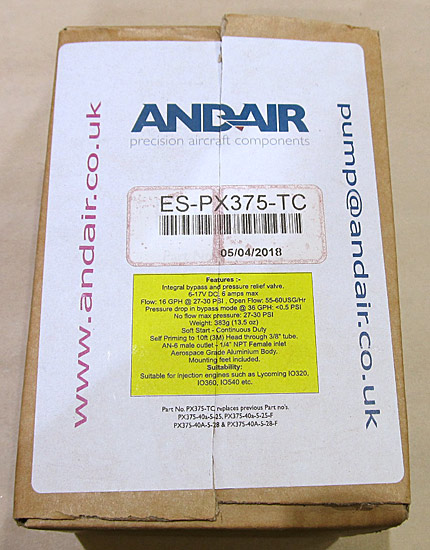 ANDAIR
precision aircraft components
www.andair.co.uk
pump@andair.co.uk
ES-PX375-TC
05/04/2018
Features :-
Integral bypass and pressure relief valve.
6-17V DC, 6 amps max
Flow: 16 GPH @ 27-30 PSI , Open Flow: 55-60USG/Hr
Pressure drop in bypass mode @ 36 GPH: <0.5 PSI
No flow max pressure: 27-30 PSI
Weight: 383g (13.5 oz)
Soft Start - Continuous Duty
Self Priming to 10ft (3M) Head through 3/8" tube.
AN-6 male outlet - 1/4" NPT Female inlet
Aerospace Grade Aluminium Body.
Mounting feet included.
Suitability:
Suitable for injection engines such as Lycoming IO320,
IO360, IO540 etc.
Part No. PX375-TC replaces previous Part no's.
PX375-40a-5-25, PX375-40a-5-25-F
PX375-40A-5-28 & PX375-40A-5-28-F